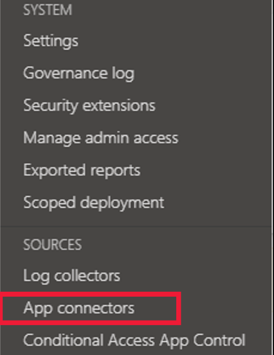 SYSTEM
Settings
Governance log
Security extensions
Manage admin access
Exported reports
Scoped deployment
SOURCES
Log collectors
App connectors
Conditional Access App Control